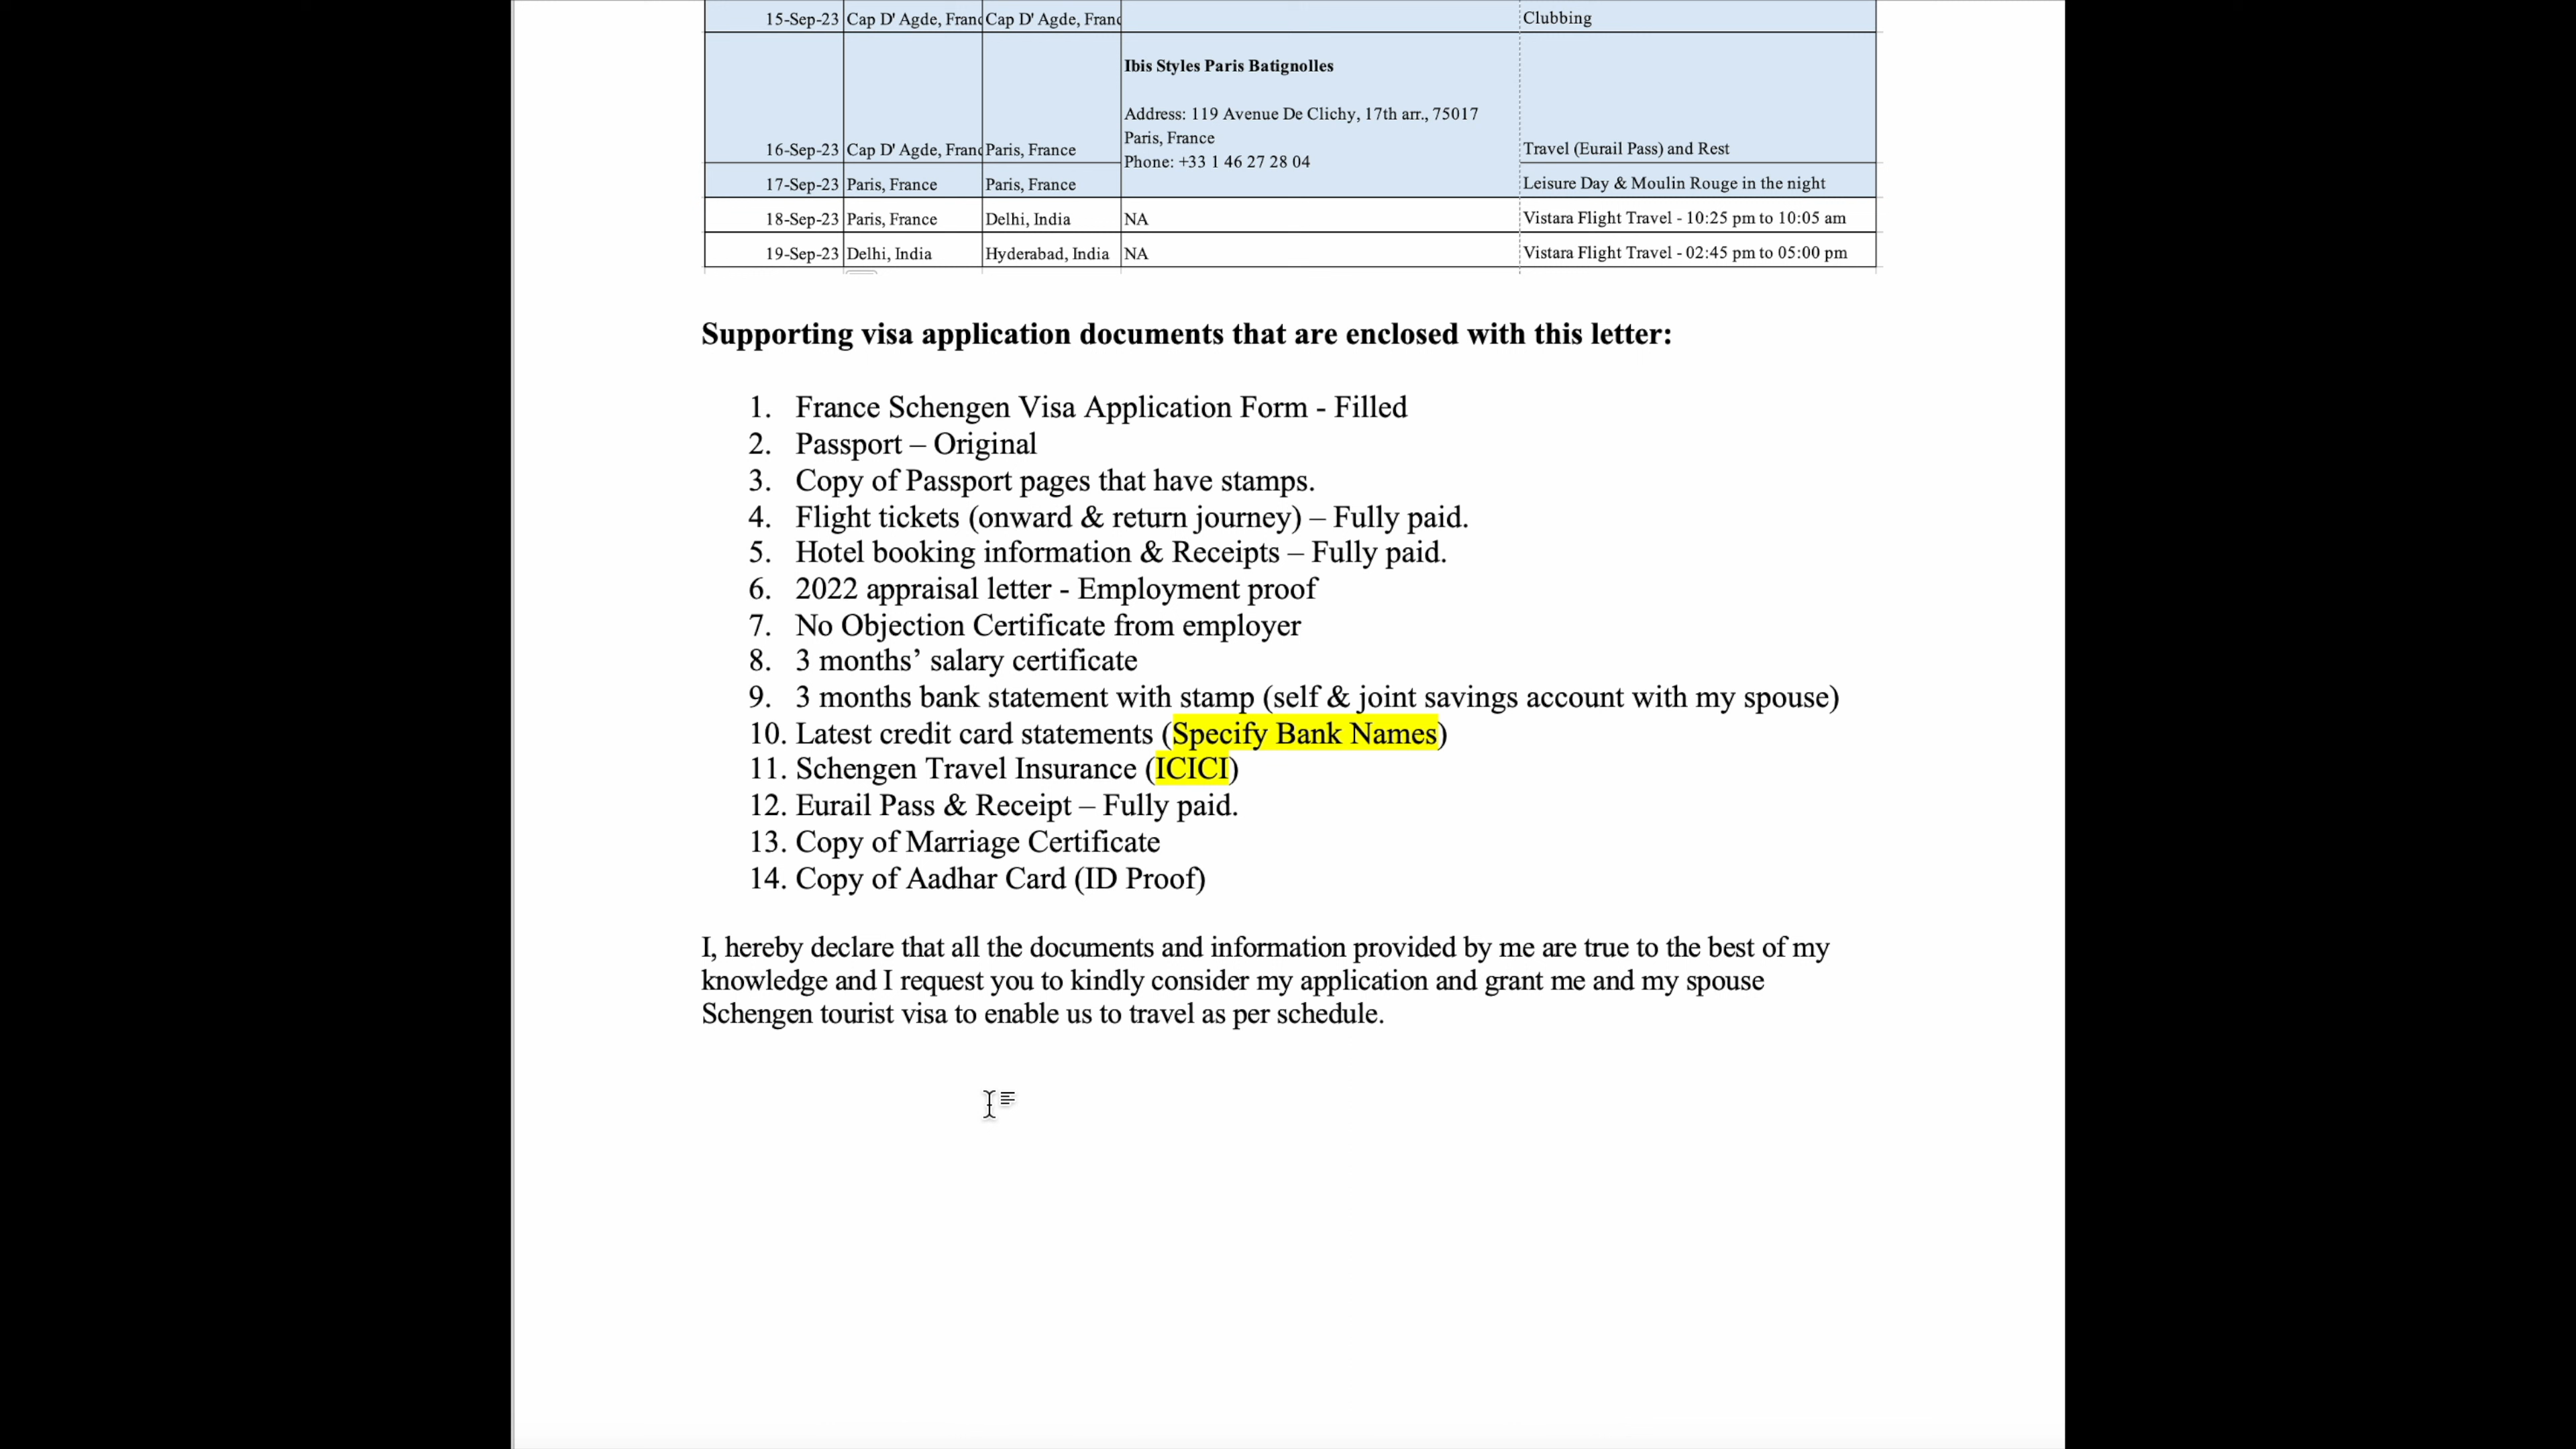 15-Sep-23 Cap D' Agde, Franc Cap D' Agde, Franc Clubbing
Ibis Styles Paris Batignolles
Address: 119 Avenue De Clichy, 17th arr., 75017
Paris, France
Phone: +33 1 46 27 28 04
16-Sep-23 Cap D' Agde, Franc Paris, France Travel (Eurail Pass) and Rest
17-Sep-23 Paris, France Paris, France Leisure Day & Moulin Rouge in the night
18-Sep-23 Paris, France Delhi, India NA Vistara Flight Travel - 10:25 pm to 10:05 am
19-Sep-23 Delhi, India Hyderabad, India NA Vistara Flight Travel - 02:45 pm to 05:00 pm
Supporting visa application documents that are enclosed with this letter:
1. France Schengen Visa Application Form - Filled
2. Passport – Original
3. Copy of Passport pages that have stamps.
4. Flight tickets (onward & return journey) – Fully paid.
5. Hotel booking information & Receipts – Fully paid.
6. 2022 appraisal letter - Employment proof
7. No Objection Certificate from employer
8. 3 months’ salary certificate
9. 3 months bank statement with stamp (self & joint savings account with my spouse)
10. Latest credit card statements (Specify Bank Names)
11. Schengen Travel Insurance (ICICI)
12. Eurail Pass & Receipt – Fully paid.
13. Copy of Marriage Certificate
14. Copy of Aadhar Card (ID Proof)
I, hereby declare that all the documents and information provided by me are true to the best of my
knowledge and I request you to kindly consider my application and grant me and my spouse
Schengen tourist visa to enable us to travel as per schedule.